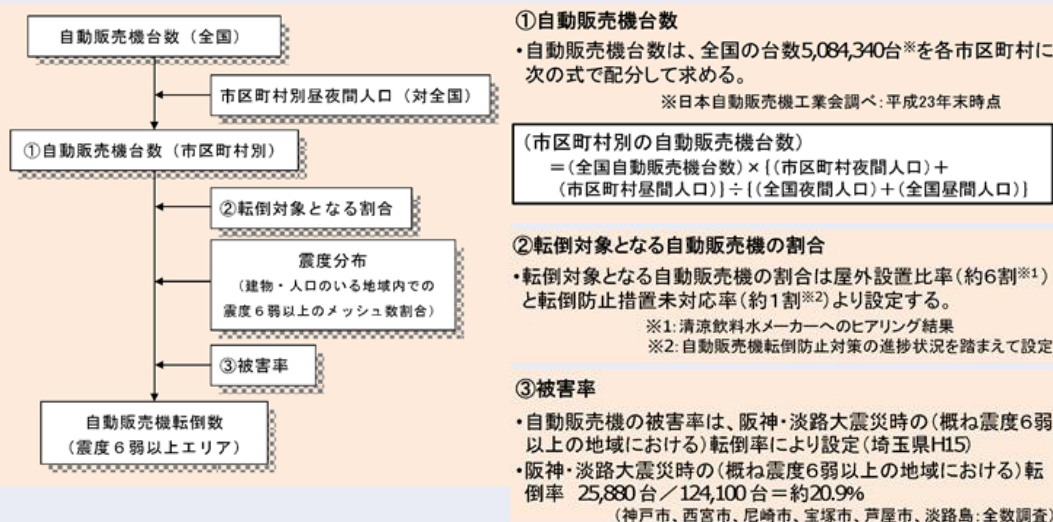 自動販売機台数（全国）
市区町村別昼夜間人口（対全国）
①自動販売機台数（市区町村別）
②転倒対象となる割合
震度分布
（建物・人口のいる地域内での
震度６弱以上のメッシュ数割合）
③被害率
自動販売機転倒数
（震度６弱以上エリア）
①自動販売機台数
・自動販売機台数は、全国の台数5,084,340台※を各市区町村に
次の式で配分して求める。
※日本自動販売機工業会調べ:平成23年末時点
（市区町村別の自動販売機台数）
＝（全国自動販売機台数）×｛（市区町村夜間人口）＋
（市区町村昼間人口）｝÷｛（全国夜間人口）＋（全国昼間人口）｝
②転倒対象となる自動販売機の割合
・転倒対象となる自動販売機の割合は屋外設置比率（約６割※1）
と転倒防止措置未対応率（約１割※2）より設定する。
※1:清涼飲料水メーカーへのヒアリング結果
※2:自動販売機転倒防止対策の進捗状況を踏まえて設定
③被害率
・自動販売機の被害率は、阪神・淡路大震災時の（概ね震度6弱
以上の地域における）転倒率により設定（埼玉県H15）
・阪神・淡路大震災時の（概ね震度6弱以上の地域における）転
倒率 25,880台／124,100台＝約20.9%
（神戸市、西宮市、尼崎市、宝塚市、芦屋市、淡路島:全数調査）